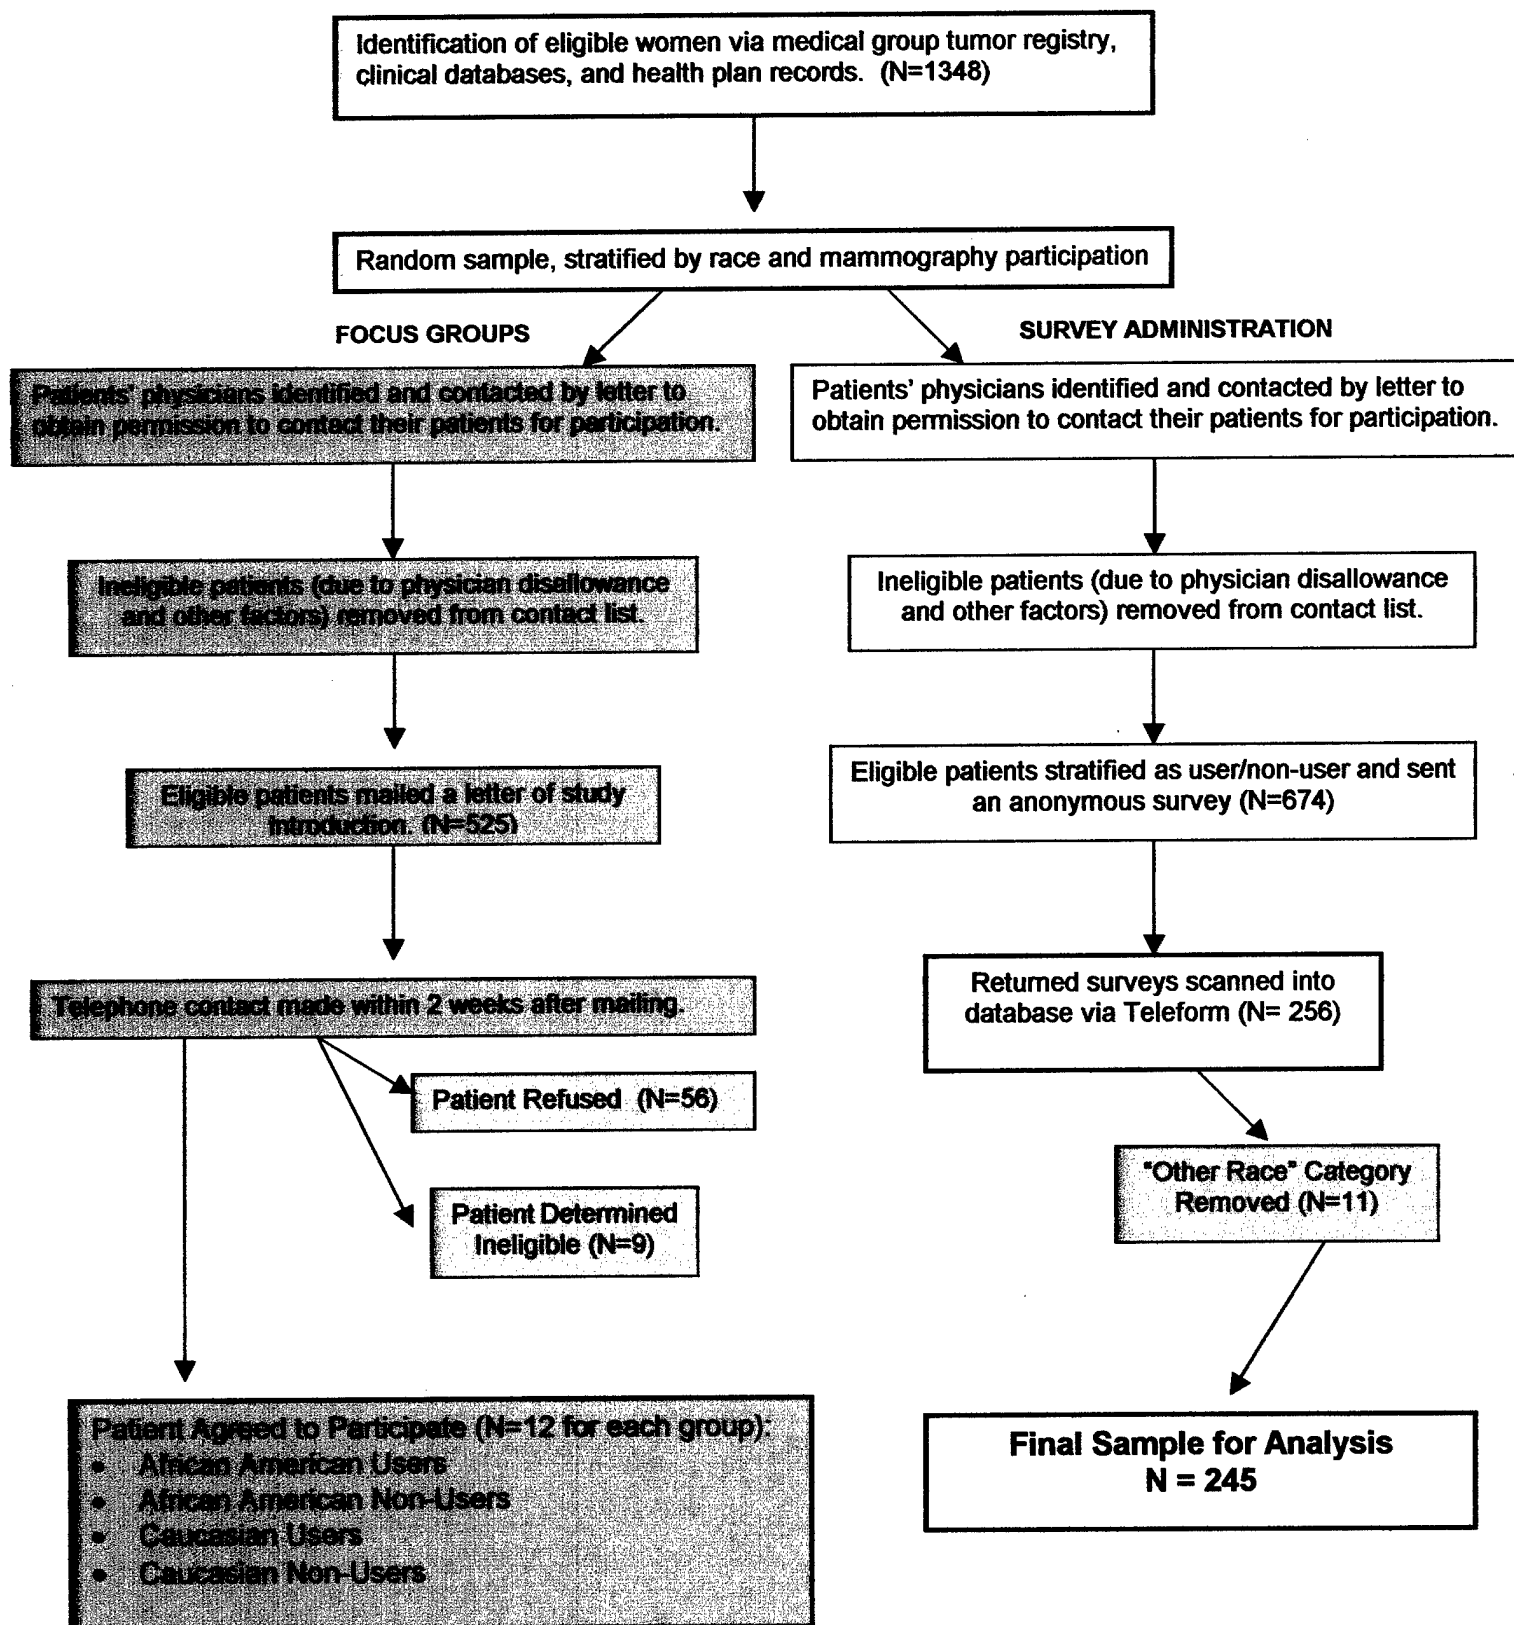 Identification of eligible women via medical group tumor registry,
clinical databases, and health plan records.  (N=1348)
Random sample, stratified by race and mammography participation
FOCUS GROUPS
SURVEY ADMINISTRATION
Patients' physicians identified and contacted by letter to
obtain permission to contact their patients for participation.
Patients' physicians identified and contacted by letter to
obtain permission to contact their patients for participation.
Ineligible patients (due to physician disallowance
and other factors) removed from contact list.
Ineligible patients (due to physician disallowance
and other factors) removed from contact list.
Eligible patients mailed a letter of study
introduction. (N=525)
Eligible patients stratified as user/non-user and sent
an anonymous survey (N=674)
Telephone contact made within 2 weeks after mailing.
Returned surveys scanned into
database via Teleform (N= 256)
Patient Refused  (N=56)
Patient Determined
Ineligible (N=9)
"Other Race" Category
Removed (N=11)
Patient Agreed to Participate (N=12 for each group):
• African American Users
• African American Non-Users
• Caucasian Users
• Caucasian Non-Users
Final Sample for Analysis
N = 245